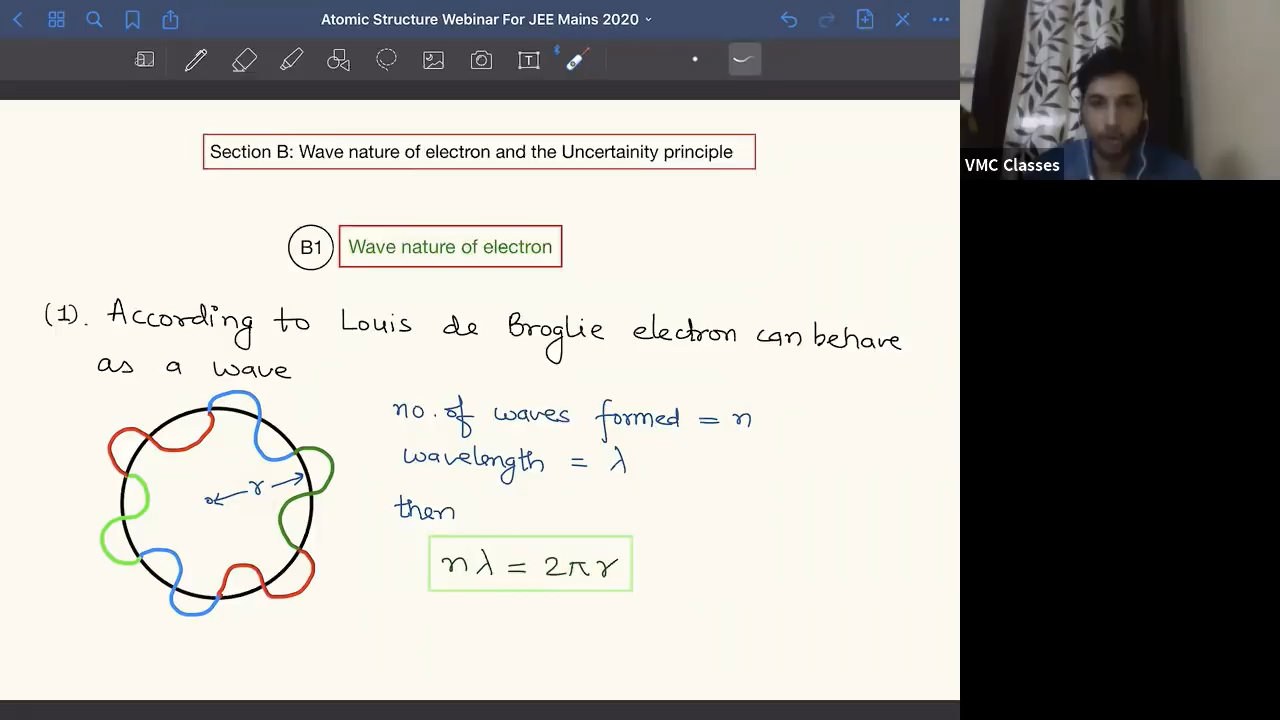 Atomic Structure Webinar For JEE Mains 2020
T
VMC Classes
Section B: Wave nature of electron and the Uncertainity principle
B1 Wave nature of electron
(1). According to Louis de Broglie electron can behave
as a wave
no. of waves formed = n
wavelength = λ
r
then
nλ = 2πr